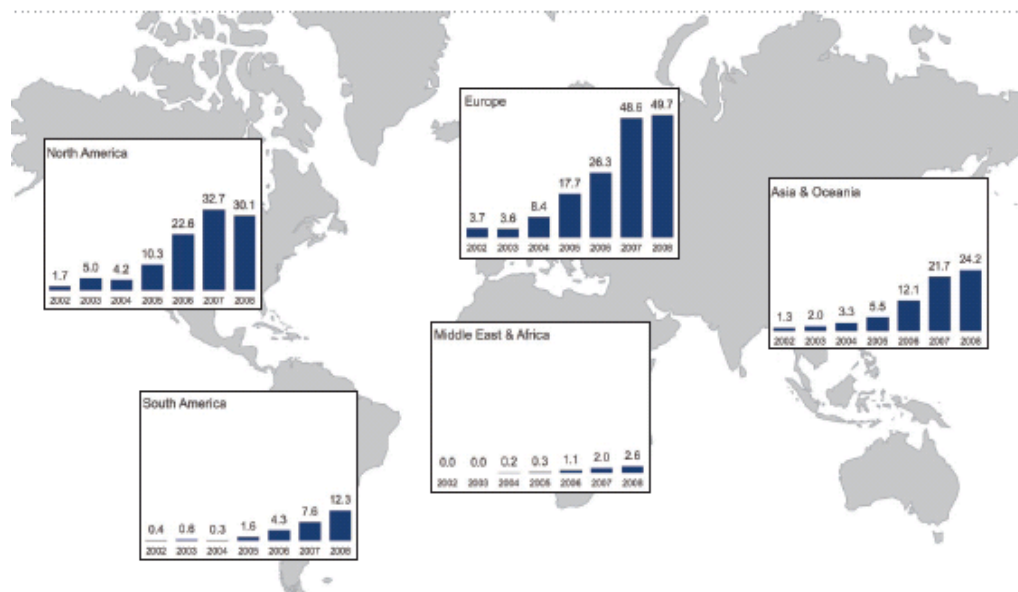 North America
1.7 5.0 4.2 10.3 22.8 32.7 30.1
2002 2003 2004 2005 2006 2007 2008
Europe
3.7 3.6 8.4 17.7 26.3 48.6 49.7
2002 2003 2004 2005 2006 2007 2008
Asia & Oceania
1.3 2.0 3.3 5.5 12.1 21.7 24.2
2002 2003 2004 2005 2006 2007 2008
Middle East & Africa
0.0 0.0 0.2 0.3 1.1 2.0 2.6
2002 2003 2004 2005 2006 2007 2008
South America
0.4 0.6 0.3 1.6 4.3 7.6 12.3
2002 2003 2004 2005 2006 2007 2008